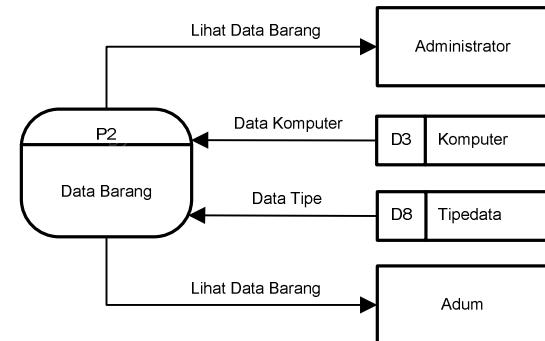 Lihat Data Barang
Administrator
P2
Data Komputer
D3
Komputer
Data Barang
Data Tipe
D8
Tipedata
Lihat Data Barang
Adum